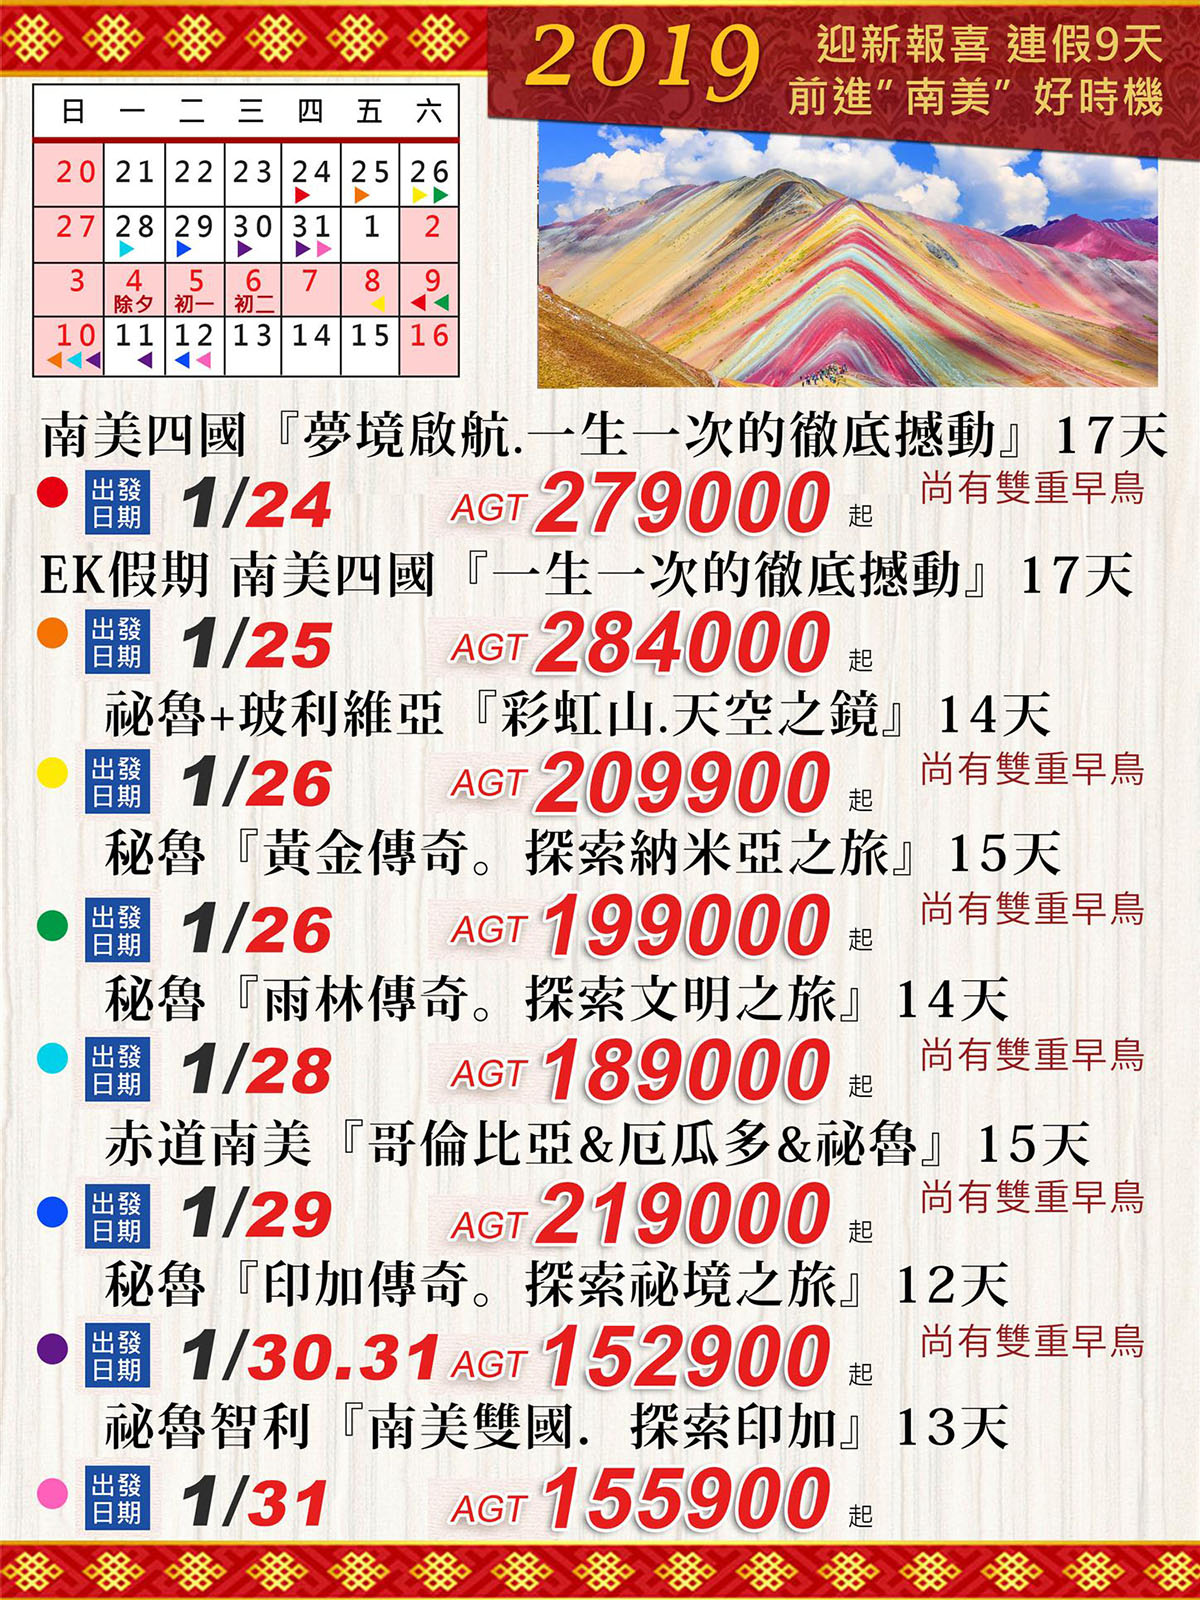 2019
迎新報喜 連假9天
前進"南美" 好時機
日 一 二 三 四 五 六
20 21 22 23 24 25 26
27 28 29 30 31 1 2
3 4 5 6 7 8 9
除夕 初一 初二
10 11 12 13 14 15 16
南美四國『夢境啟航.一生一次的徹底撼動』17天
出發日期 1/24 AGT 279000 起 尚有雙重早鳥
EK假期 南美四國『一生一次的徹底撼動』17天
出發日期 1/25 AGT 284000 起
祕魯+玻利維亞『彩虹山.天空之鏡』14天
出發日期 1/26 AGT 209900 起 尚有雙重早鳥
秘魯『黃金傳奇。探索納米亞之旅』15天
出發日期 1/26 AGT 199000 起 尚有雙重早鳥
秘魯『雨林傳奇。探索文明之旅』14天
出發日期 1/28 AGT 189000 起 尚有雙重早鳥
赤道南美『哥倫比亞&厄瓜多&祕魯』15天
出發日期 1/29 AGT 219000 起 尚有雙重早鳥
秘魯『印加傳奇。探索祕境之旅』12天
出發日期 1/30.31 AGT 152900 起 尚有雙重早鳥
祕魯智利『南美雙國. 探索印加』13天
出發日期 1/31 AGT 155900 起